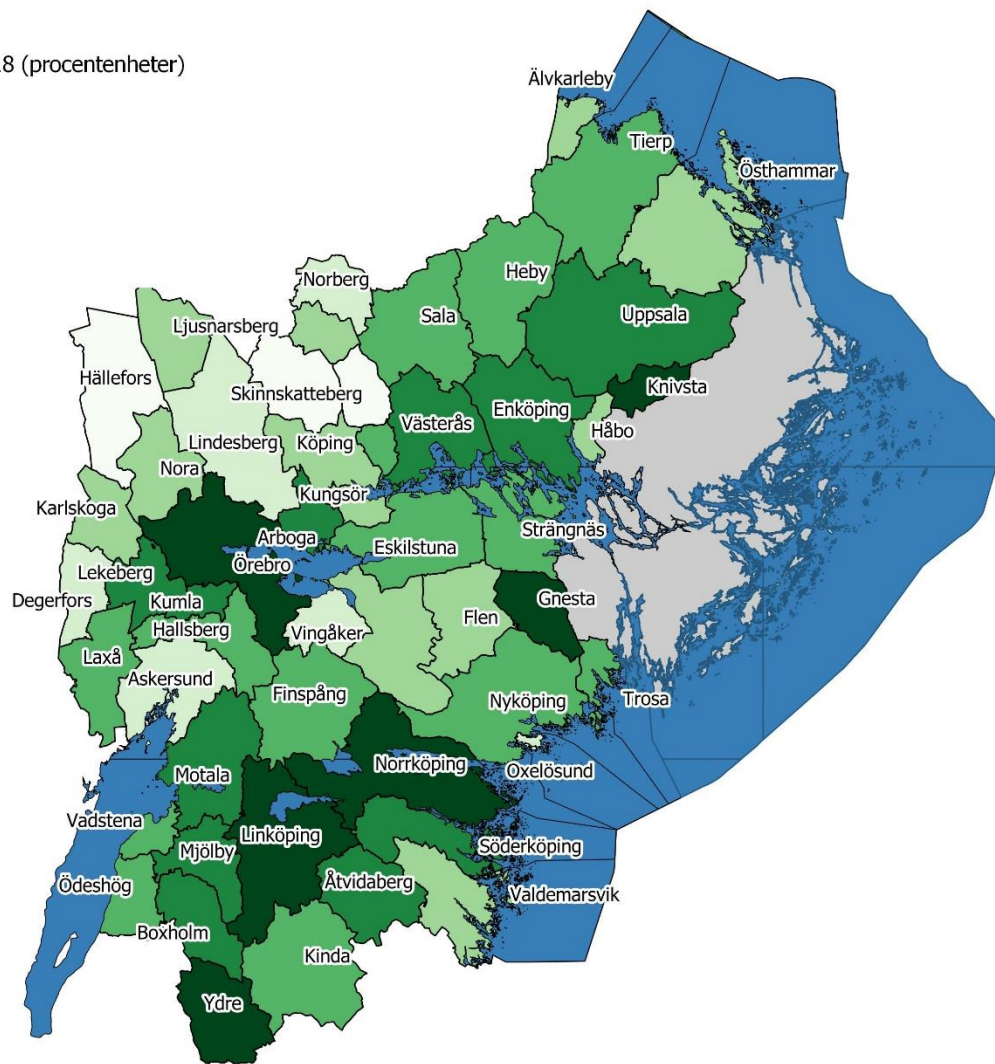 8 (procentenheter)
Älvkarleby
Tierp
Östhammar
Heby
Norberg
Sala
Uppsala
Ljusnarsberg
Hällefors
Skinnskatteberg
Knivsta
Västerås
Enköping
Håbo
Lindesberg
Köping
Nora
Kungsör
Karlskoga
Strängnäs
Arboga
Eskilstuna
Örebro
Lekeberg
Degerfors
Kumla
Gnesta
Flen
Hallsberg
Vingåker
Laxå
Askersund
Finspång
Nyköping
Trosa
Motala
Norrköping
Oxelösund
Vadstena
Linköping
Mjölby
Söderköping
Ödeshög
Åtvidaberg
Valdemarsvik
Boxholm
Kinda
Ydre